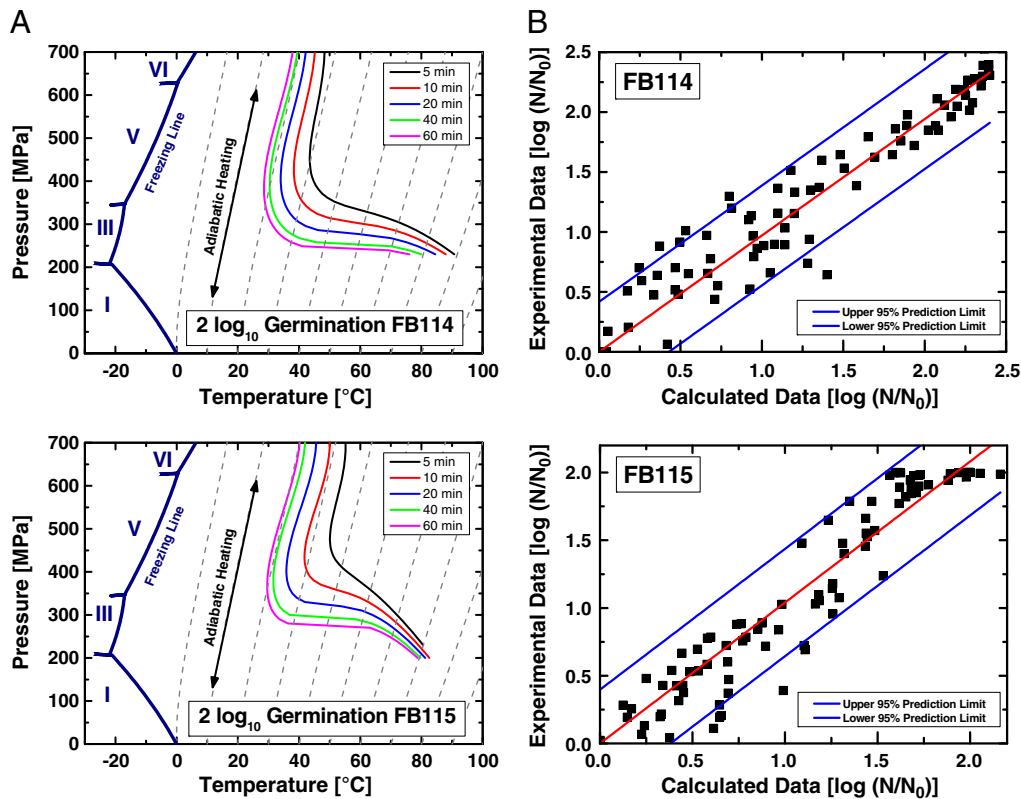 A
B
700
600
500
400
300
200
100
0
Pressure [MPa]
VI
V
III
I
Freezing Line
Adiabatic Heating
5 min
10 min
20 min
40 min
60 min
2 log10 Germination FB114
-20 0 20 40 60 80 100
Temperature [°C]
2.5
2.0
1.5
1.0
0.5
0.0
Experimental Data [log (N/N0)]
FB114
Upper 95% Prediction Limit
Lower 95% Prediction Limit
0.0 0.5 1.0 1.5 2.0 2.5
Calculated Data [log (N/N0)]
700
600
500
400
300
200
100
0
Pressure [MPa]
VI
V
III
I
Freezing Line
Adiabatic Heating
5 min
10 min
20 min
40 min
60 min
2 log10 Germination FB115
-20 0 20 40 60 80 100
Temperature [°C]
2.0
1.5
1.0
0.5
0.0
Experimental Data [log (N/N0)]
FB115
Upper 95% Prediction Limit
Lower 95% Prediction Limit
0.0 0.5 1.0 1.5 2.0
Calculated Data [log (N/N0)]